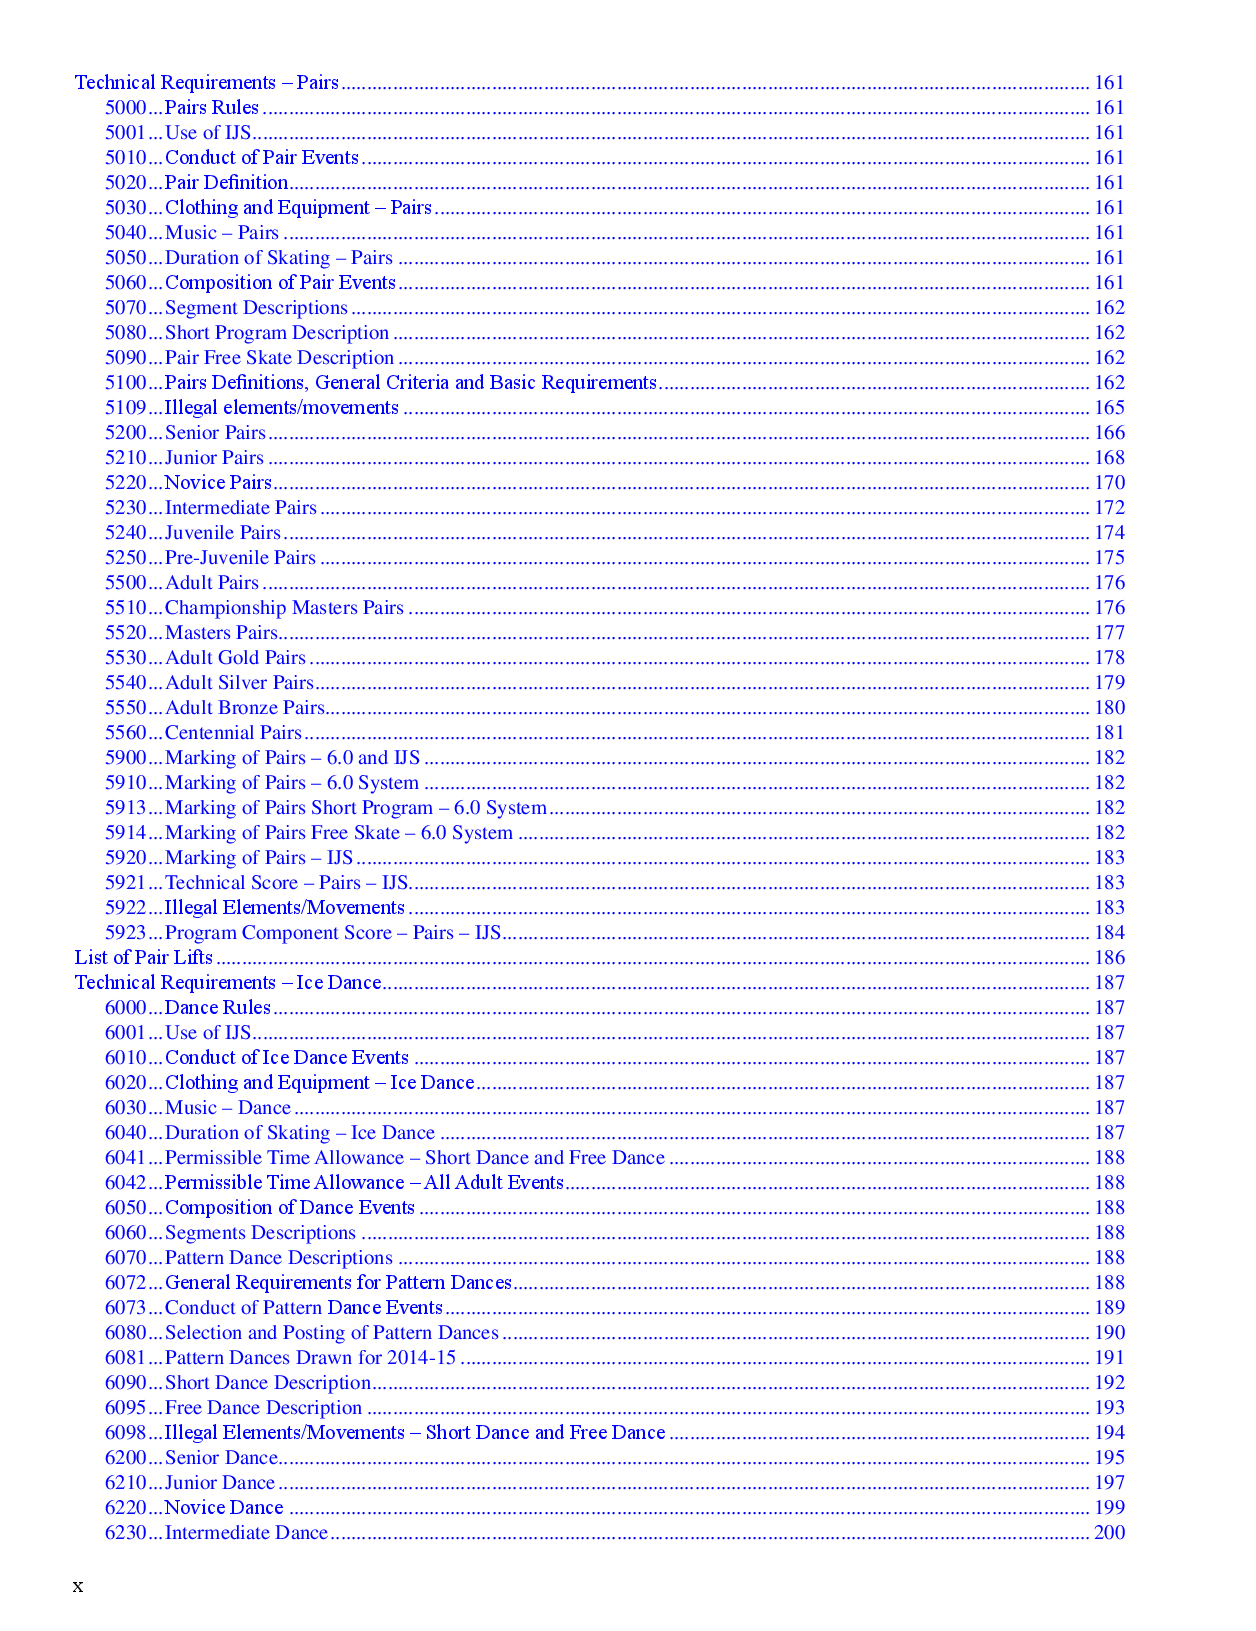 Technical Requirements – Pairs ........ 161
5000...Pairs Rules ........ 161
5001...Use of IJS........ 161
5010...Conduct of Pair Events........ 161
5020...Pair Definition........ 161
5030...Clothing and Equipment – Pairs........ 161
5040...Music – Pairs ........ 161
5050...Duration of Skating – Pairs ........ 161
5060...Composition of Pair Events........ 161
5070...Segment Descriptions ........ 162
5080...Short Program Description ........ 162
5090...Pair Free Skate Description ........ 162
5100...Pairs Definitions, General Criteria and Basic Requirements........ 162
5109...Illegal elements/movements ........ 165
5200...Senior Pairs........ 166
5210...Junior Pairs ........ 168
5220...Novice Pairs........ 170
5230...Intermediate Pairs ........ 172
5240...Juvenile Pairs........ 174
5250...Pre-Juvenile Pairs ........ 175
5500...Adult Pairs ........ 176
5510...Championship Masters Pairs ........ 176
5520...Masters Pairs........ 177
5530...Adult Gold Pairs ........ 178
5540...Adult Silver Pairs........ 179
5550...Adult Bronze Pairs........ 180
5560...Centennial Pairs........ 181
5900...Marking of Pairs – 6.0 and IJS ........ 182
5910...Marking of Pairs – 6.0 System ........ 182
5913...Marking of Pairs Short Program – 6.0 System........ 182
5914...Marking of Pairs Free Skate – 6.0 System ........ 182
5920...Marking of Pairs – IJS ........ 183
5921...Technical Score – Pairs – IJS........ 183
5922...Illegal Elements/Movements ........ 183
5923...Program Component Score – Pairs – IJS........ 184
List of Pair Lifts ........ 186
Technical Requirements – Ice Dance........ 187
6000...Dance Rules ........ 187
6001...Use of IJS........ 187
6010...Conduct of Ice Dance Events ........ 187
6020...Clothing and Equipment – Ice Dance........ 187
6030...Music – Dance ........ 187
6040...Duration of Skating – Ice Dance ........ 187
6041...Permissible Time Allowance – Short Dance and Free Dance ........ 188
6042...Permissible Time Allowance – All Adult Events........ 188
6050...Composition of Dance Events ........ 188
6060...Segments Descriptions ........ 188
6070...Pattern Dance Descriptions ........ 188
6072...General Requirements for Pattern Dances........ 188
6073...Conduct of Pattern Dance Events........ 189
6080...Selection and Posting of Pattern Dances ........ 190
6081...Pattern Dances Drawn for 2014-15 ........ 191
6090...Short Dance Description........ 192
6095...Free Dance Description ........ 193
6098...Illegal Elements/Movements – Short Dance and Free Dance ........ 194
6200...Senior Dance........ 195
6210...Junior Dance ........ 197
6220...Novice Dance ........ 199
6230...Intermediate Dance........ 200
x